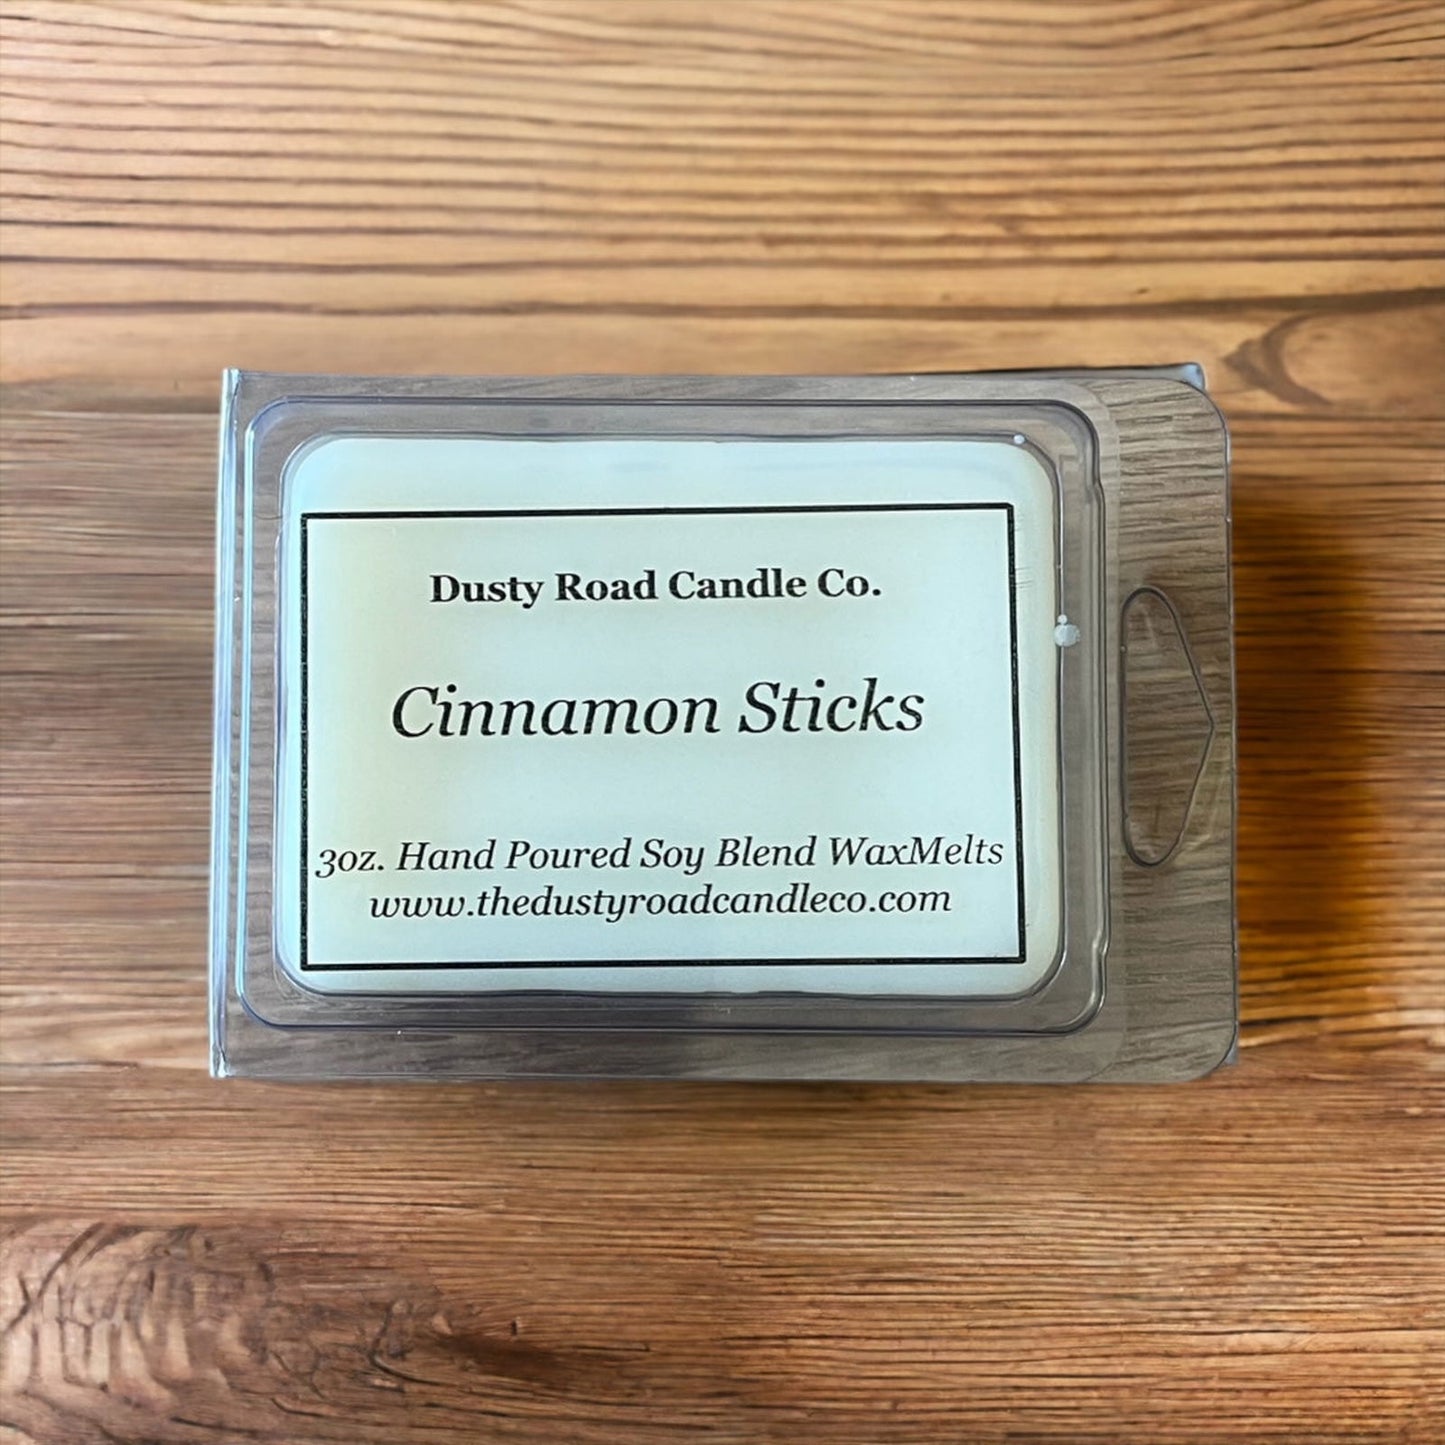 Dusty Road Candle Co.
Cinnamon Sticks
3oz. Hand Poured Soy Blend WaxMelts
www.thedustyroadcandleco.com